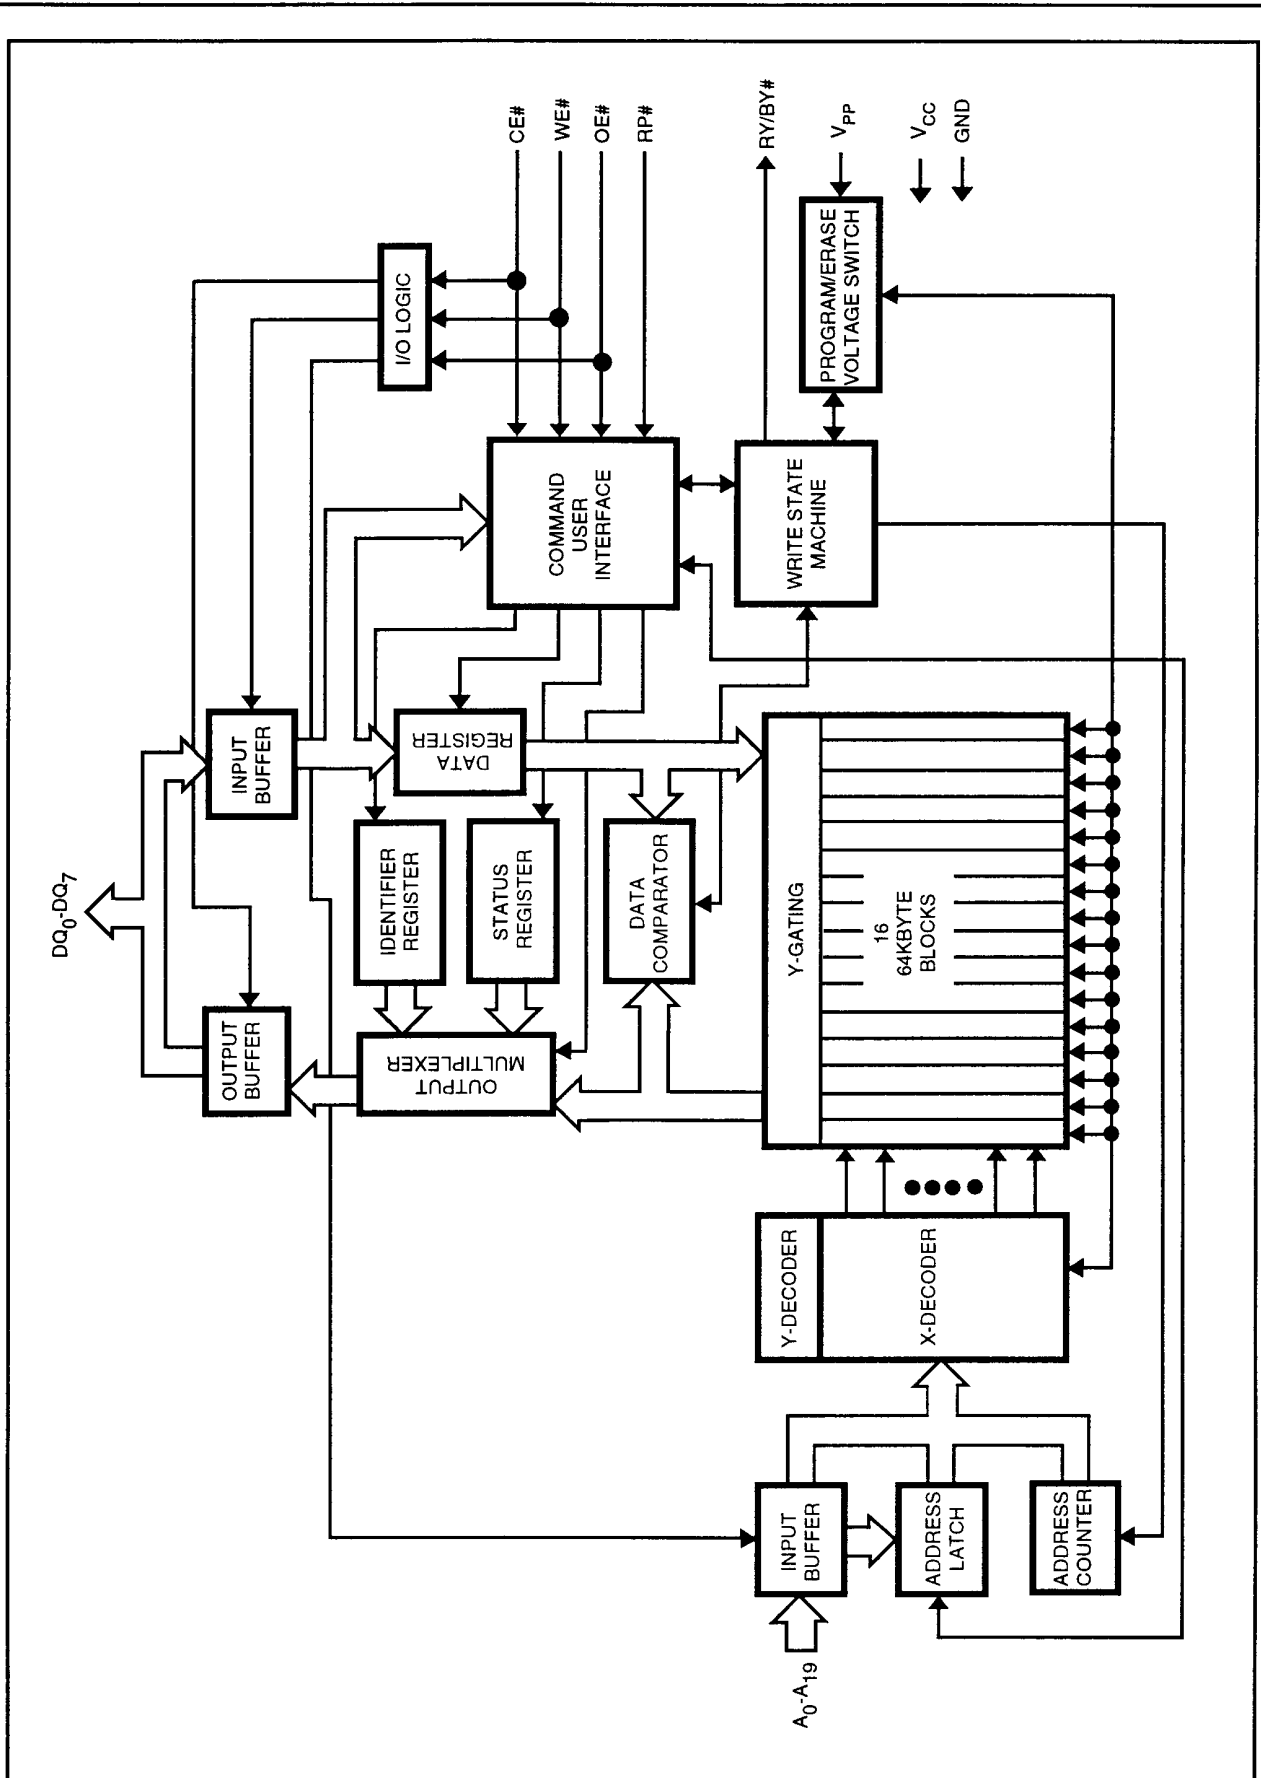 DQ0-DQ7
OUTPUT
BUFFER
INPUT
BUFFER
I/O LOGIC
CE#
WE#
OE#
RP#
IDENTIFIER
REGISTER
STATUS
REGISTER
DATA
REGISTER
COMMAND
USER
INTERFACE
OUTPUT
MULTIPLEXER
DATA
COMPARATOR
WRITE STATE
MACHINE
RY/BY#
PROGRAM/ERASE
VOLTAGE SWITCH
VPP
VCC
GND
Y-GATING
16
64KBYTE
BLOCKS
Y-DECODER
X-DECODER
A0-A19
INPUT
BUFFER
ADDRESS
LATCH
ADDRESS
COUNTER